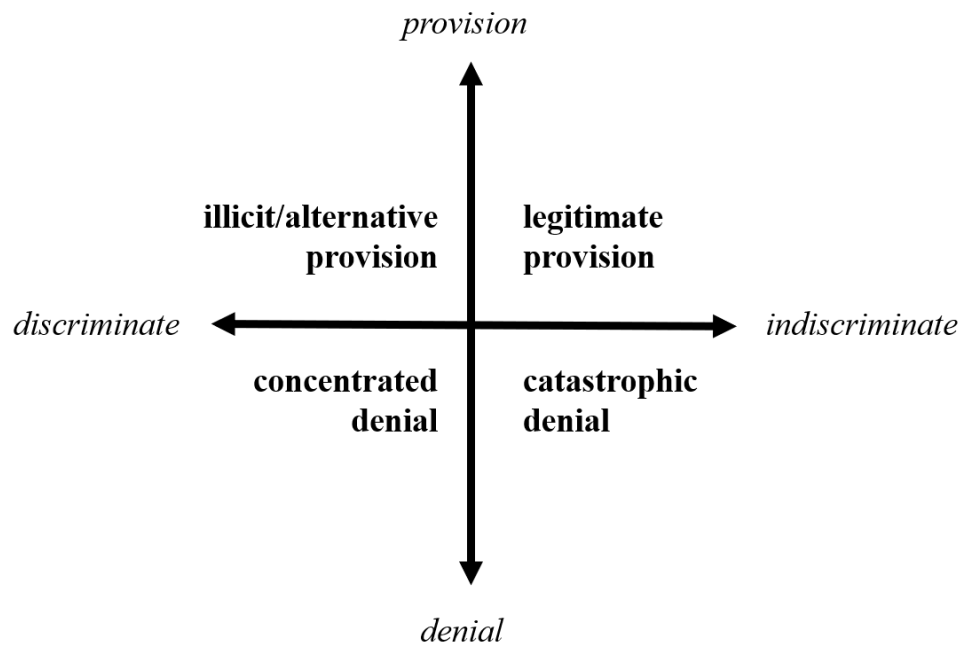 provision
illicit/alternative
provision
legitimate
provision
discriminate
indiscriminate
concentrated
denial
catastrophic
denial
denial